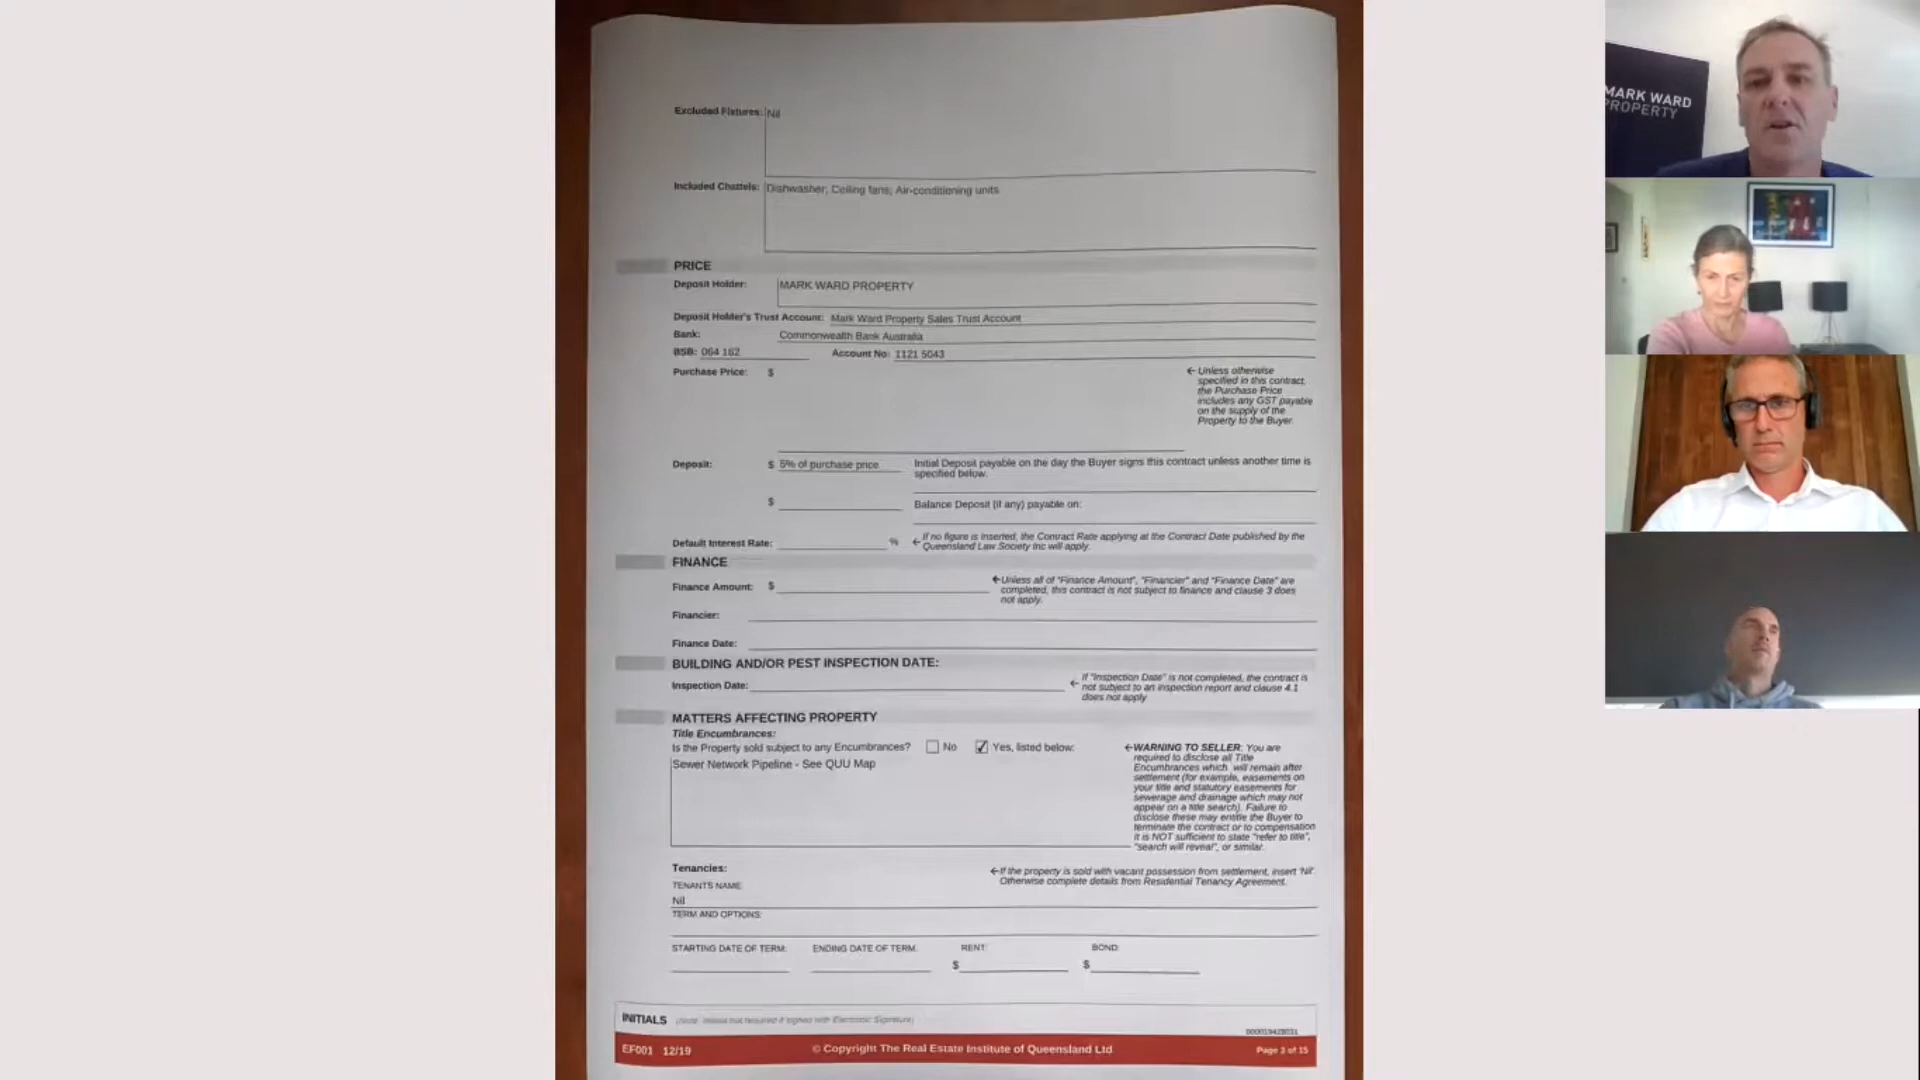 Excluded Fixtures: Nil
Included Chattels: Dishwasher; Ceiling fans; Air-conditioning units
PRICE
Deposit Holder: MARK WARD PROPERTY
Deposit Holder's Trust Account: Mark Ward Property Sales Trust Account
Bank: Commonwealth Bank Australia
BSB: 064 162 Account No: 1121 5043
Purchase Price: $
← Unless otherwise
specified in this contract,
the Purchase Price
includes any GST payable
on the supply of the
Property to the Buyer.
Deposit: $ 5% of purchase price Initial Deposit payable on the day the Buyer signs this contract unless another time is
specified below.
$ Balance Deposit (if any) payable on:
Default Interest Rate: % ← If no figure is inserted, the Contract Rate applying at the Contract Date published by the
Queensland Law Society Inc will apply.
FINANCE
Finance Amount: $ ←Unless all of "Finance Amount", "Financier" and "Finance Date" are
completed, this contract is not subject to finance and clause 3 does
not apply.
Financier:
Finance Date:
BUILDING AND/OR PEST INSPECTION DATE:
Inspection Date: ← If "Inspection Date" is not completed, the contract is
not subject to an inspection report and clause 4.1
does not apply
MATTERS AFFECTING PROPERTY
Title Encumbrances:
Is the Property sold subject to any Encumbrances? No Yes, listed below:
Sewer Network Pipeline - See QUU Map
←WARNING TO SELLER: You are
required to disclose all Title
Encumbrances which will remain after
settlement (for example, easements on
your title and statutory easements for
sewerage and drainage which may not
appear on a title search). Failure to
disclose these may entitle the Buyer to
terminate the contract or to compensation
It is NOT sufficient to state "refer to title",
"search will reveal", or similar.
Tenancies: ←If the property is sold with vacant possession from settlement, insert 'Nil'.
Otherwise complete details from Residential Tenancy Agreement.
TENANTS NAME
Nil
TERM AND OPTIONS:
STARTING DATE OF TERM: ENDING DATE OF TERM: RENT: BOND:
$ $
INITIALS (Note: initials not required if signed with Electronic Signature)
EF001 12/19 © Copyright The Real Estate Institute of Queensland Ltd Page 3 of 15
MARK WARD
PROPERTY